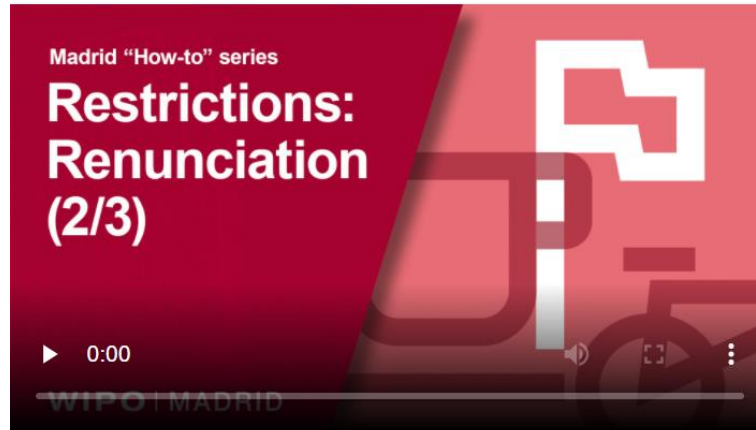 Madrid “How-to” series
Restrictions:
Renunciation
(2/3)
0:00
WIPO | MADRID